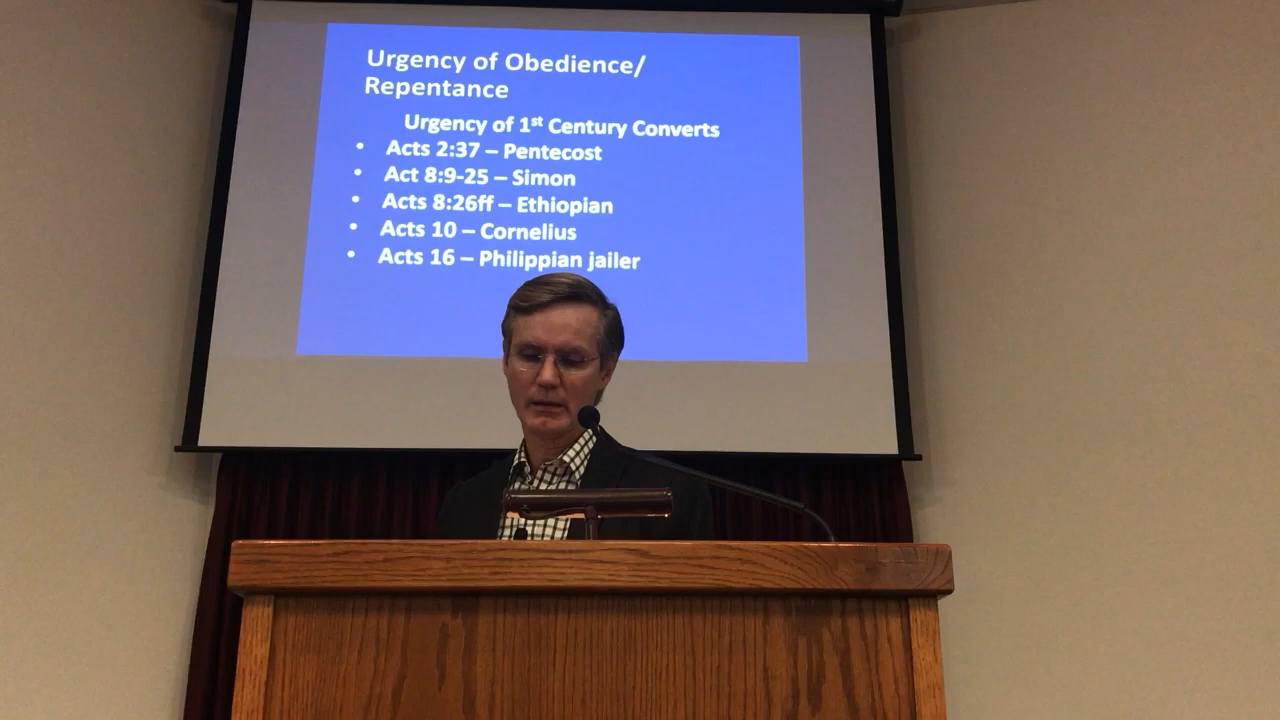 Urgency of Obedience/
Repentance
Urgency of 1st Century Converts
• Acts 2:37 – Pentecost
• Act 8:9-25 – Simon
• Acts 8:26ff – Ethiopian
• Acts 10 – Cornelius
• Acts 16 – Philippian jailer